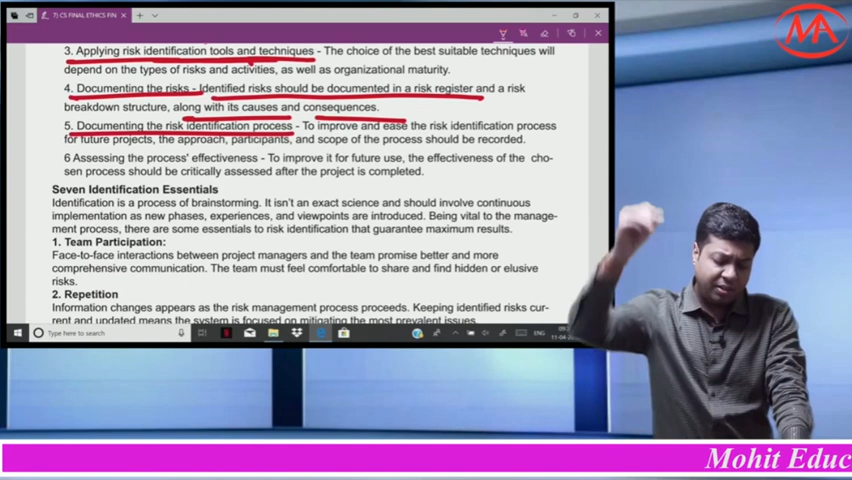 7) CS FINAL ETHICS FIN
MA
3. Applying risk identification tools and techniques - The choice of the best suitable techniques will
depend on the types of risks and activities, as well as organizational maturity.
4. Documenting the risks - Identified risks should be documented in a risk register and a risk
breakdown structure, along with its causes and consequences.
5. Documenting the risk identification process - To improve and ease the risk identification process
for future projects, the approach, participants, and scope of the process should be recorded.
6 Assessing the process' effectiveness - To improve it for future use, the effectiveness of the cho-
sen process should be critically assessed after the project is completed.
Seven Identification Essentials
Identification is a process of brainstorming. It isn't an exact science and should involve continuous
implementation as new phases, experiences, and viewpoints are introduced. Being vital to the manage-
ment process, there are some essentials to risk identification that guarantee maximum results.
1. Team Participation:
Face-to-face interactions between project managers and the team promise better and more
comprehensive communication. The team must feel comfortable to share and find hidden or elusive
risks.
2. Repetition
Information changes appears as the risk management process proceeds. Keeping identified risks cur-
rent and updated means the system is focused on mitigating the most prevalent issues.
Type here to search
ENG
11-04-
Mohit Educ